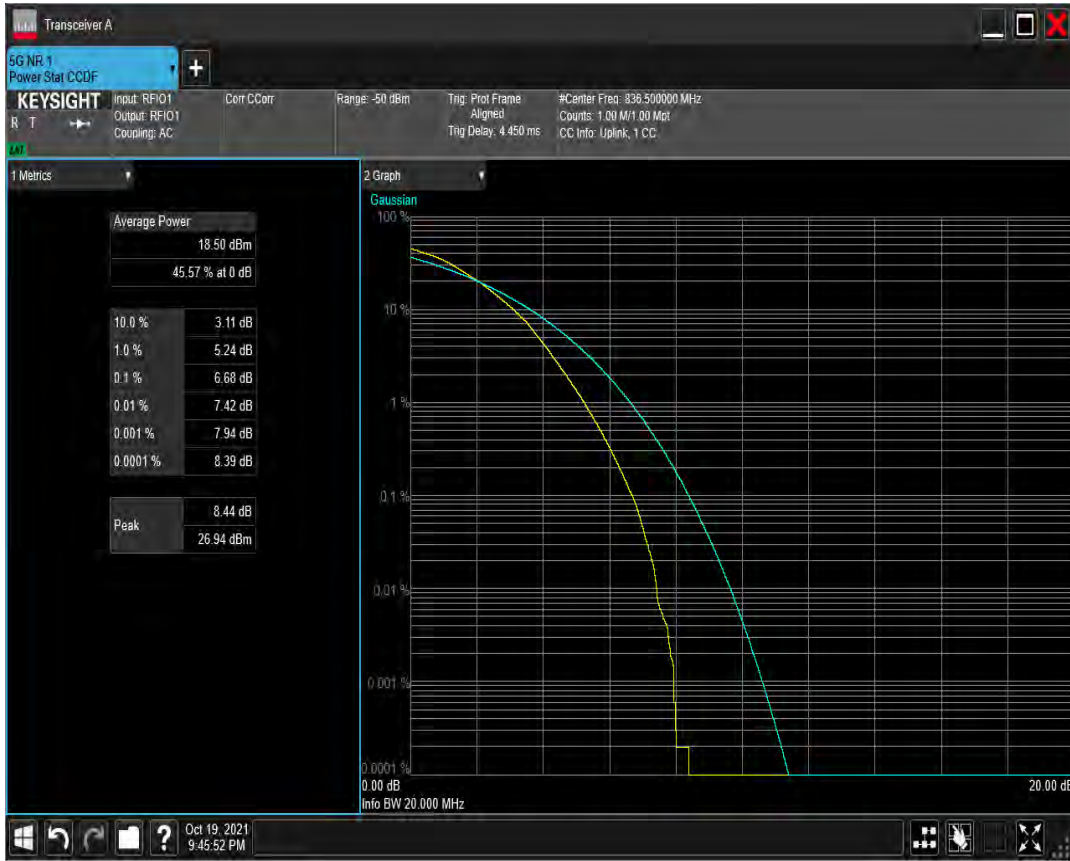 Transceiver A
5G NR 1
Power Stat CCDF
+
KEYSIGHT
R T
LXI
Input: RFIO1
Output: RFIO1
Coupling: AC
Corr CCorr
Range: -50 dBm
Trig: Prot Frame
Aligned
Trig Delay: 4.450 ms
#Center Freq: 836.500000 MHz
Counts: 1.00 M/1.00 Mpt
CC Info: Uplink, 1 CC
1 Metrics
Average Power
18.50 dBm
45.57 % at 0 dB
10.0 % 3.11 dB
1.0 % 5.24 dB
0.1 % 6.68 dB
0.01 % 7.42 dB
0.001 % 7.94 dB
0.0001 % 8.39 dB
Peak 8.44 dB
26.94 dBm
2 Graph
Gaussian
100 %
10 %
1 %
0.1 %
0.01 %
0.001 %
0.0001 %
0.00 dB 20.00 dB
Info BW 20.000 MHz
?
Oct 19, 2021
9:45:52 PM